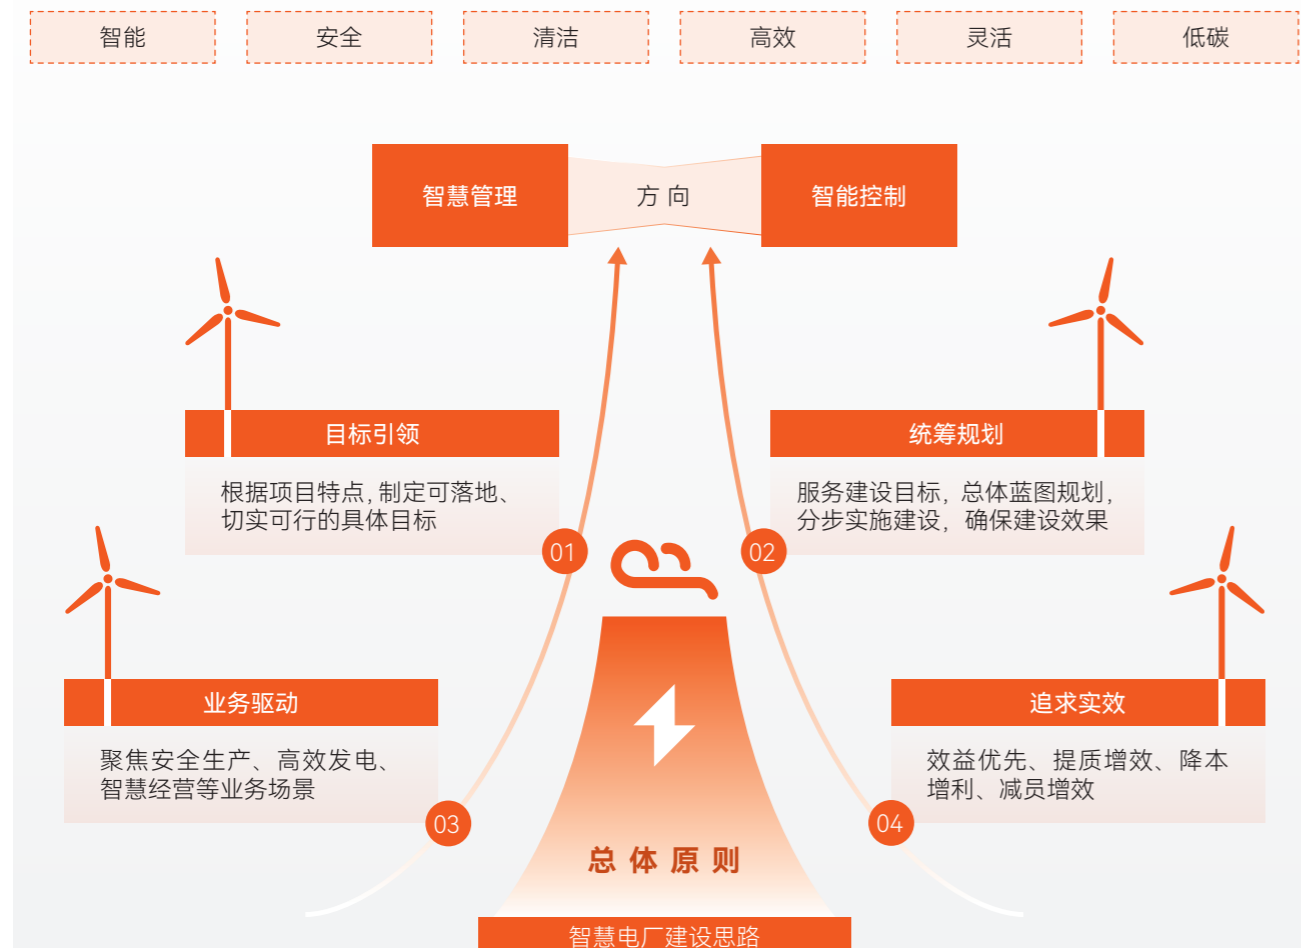 智能
安全
清洁
高效
灵活
低碳
智慧管理
方向
智能控制
目标引领
根据项目特点，制定可落地、
切实可行的具体目标
01
统筹规划
服务建设目标，总体蓝图规划，
分步实施建设，确保建设效果
02
业务驱动
聚焦安全生产、高效发电、
智慧经营等业务场景
03
追求实效
效益优先、提质增效、降本
增利、减员增效
04
总体原则
智慧电厂建设思路